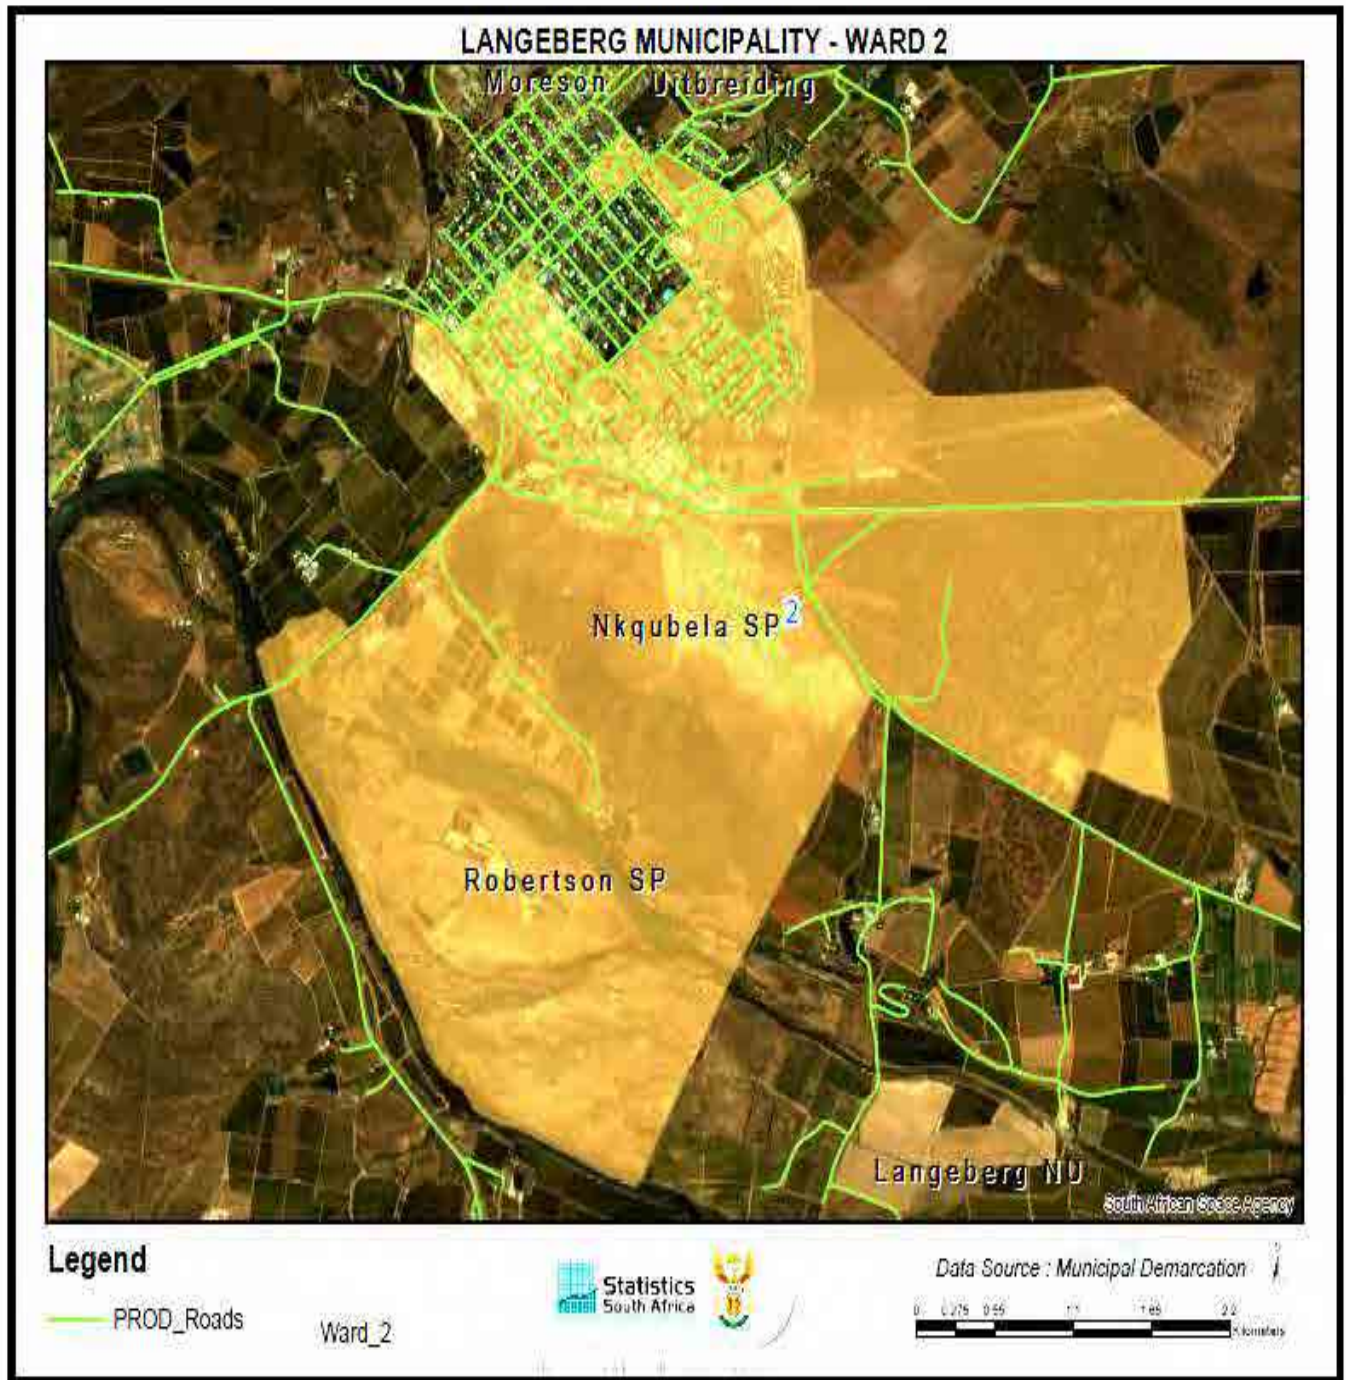 LANGEBERG MUNICIPALITY - WARD 2
Moreson Uitbreiding
Nkqubela SP 2
Robertson SP
Langeberg NU
South African Space Agency
Legend
PROD_Roads
Ward_2
Statistics
South Africa
Data Source : Municipal Demarcation
0 0.275 0.55 1.1 1.65 2.2
Kilometers